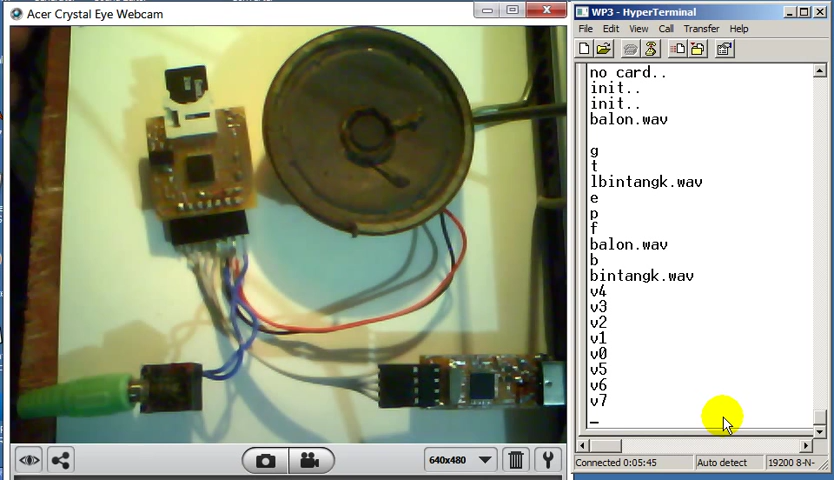 Acer Crystal Eye Webcam
640x480
WP3 - HyperTerminal
File Edit View Call Transfer Help
no card..
init..
init..
balon.wav
g
t
lbintangk.wav
e
p
f
balon.wav
b
bintangk.wav
v4
v3
v2
v1
v0
v5
v6
v7
_
Connected 0:05:45 Auto detect 19200 8-N-